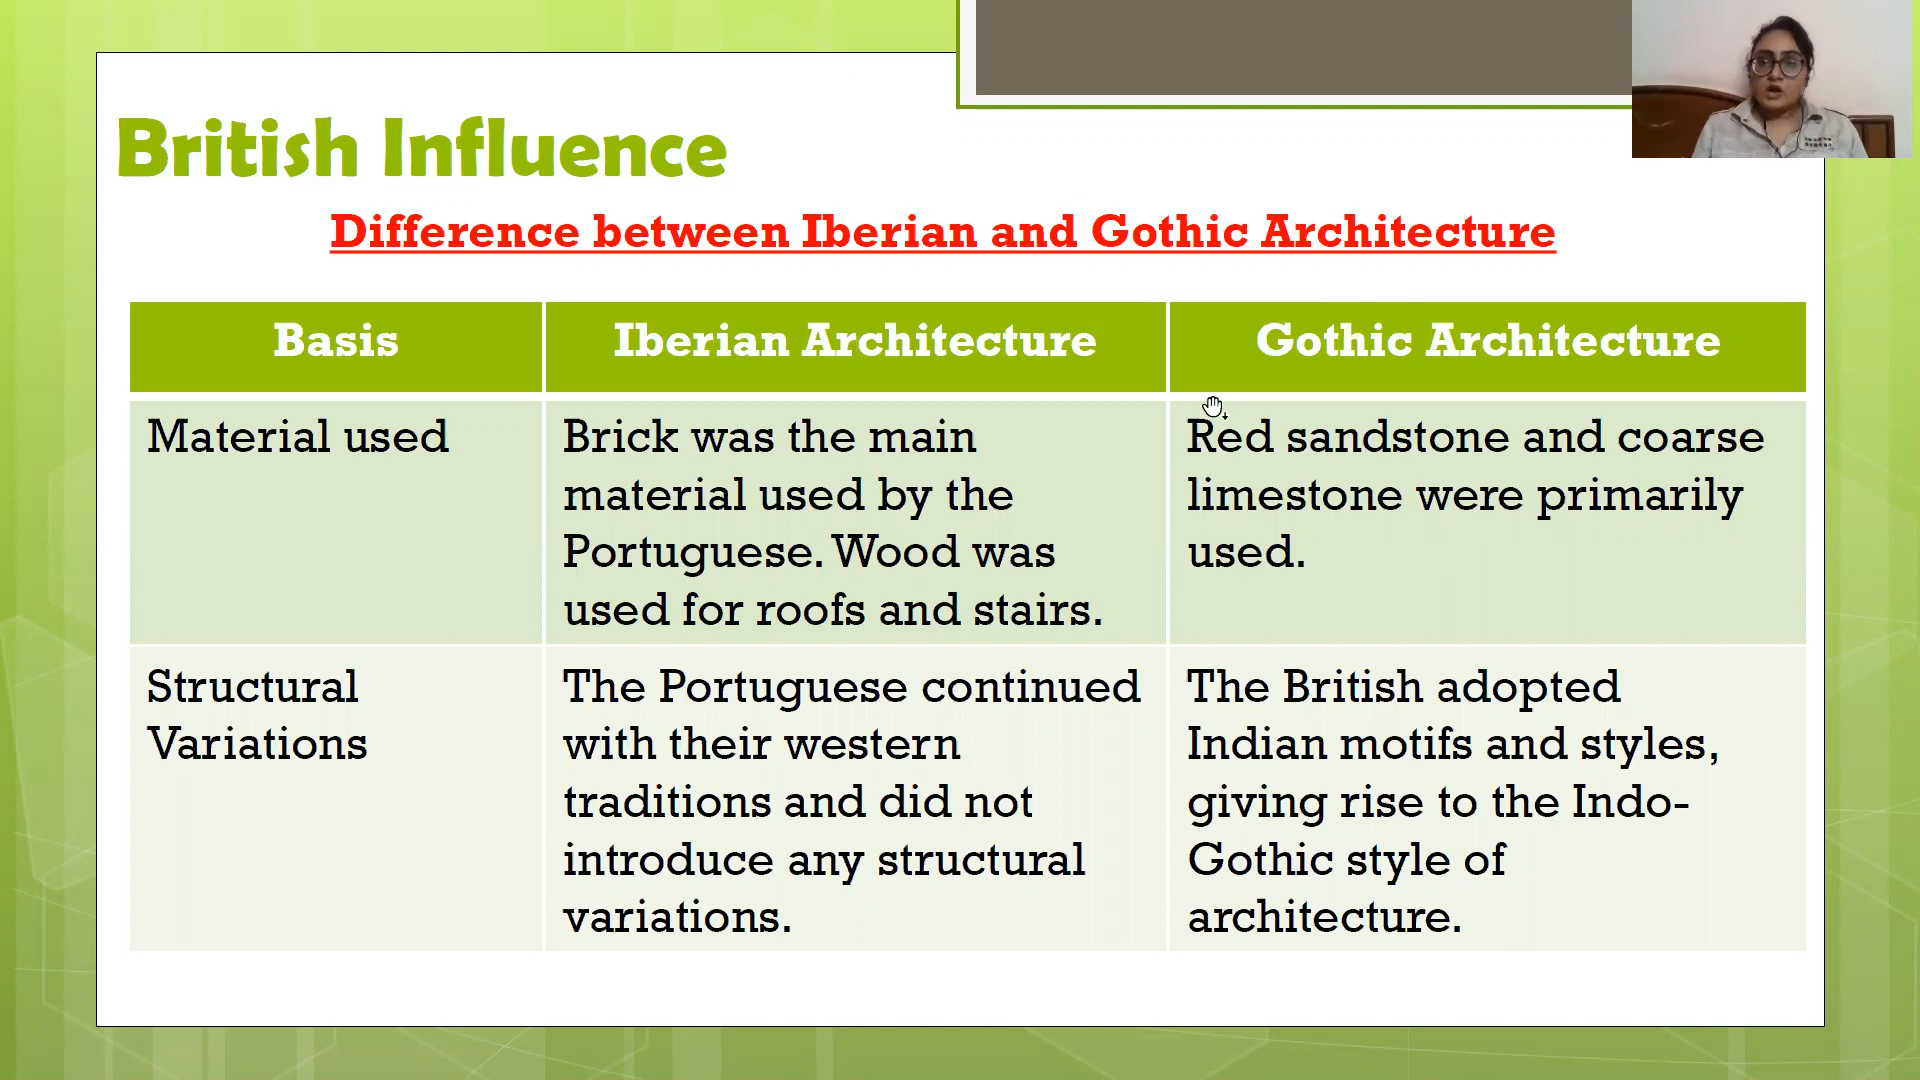 British Influence
Difference between Iberian and Gothic Architecture
Basis
Iberian Architecture
Gothic Architecture
Material used
Brick was the main
material used by the
Portuguese. Wood was
used for roofs and stairs.
Red sandstone and coarse
limestone were primarily
used.
Structural
Variations
The Portuguese continued
with their western
traditions and did not
introduce any structural
variations.
The British adopted
Indian motifs and styles,
giving rise to the Indo-
Gothic style of
architecture.